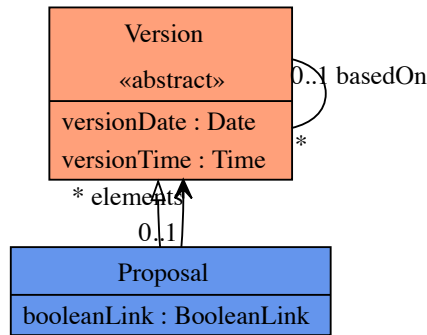 Version
«abstract»
0..1 basedOn
versionDate : Date
*
versionTime : Time
* elements
0..1
Proposal
booleanLink : BooleanLink